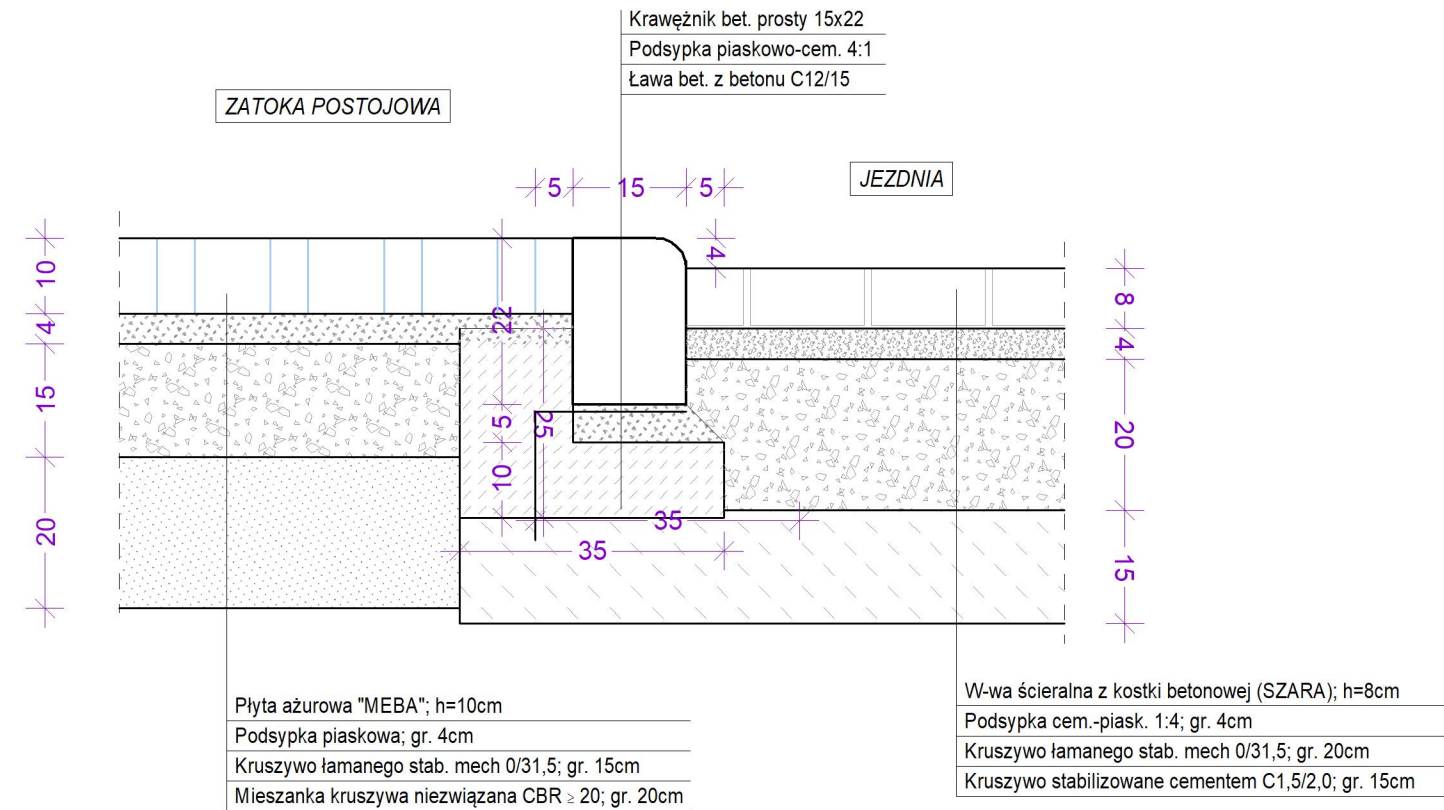 Krawężnik bet. prosty 15x22
Podsypka piaskowo-cem. 4:1
Ława bet. z betonu C12/15
ZATOKA POSTOJOWA
JEZDNIA
5 15 5
4
10
4
15
20
22
5
10
25
35
35
8
4
20
15
Płyta ażurowa "MEBA"; h=10cm
Podsypka piaskowa; gr. 4cm
Kruszywo łamanego stab. mech 0/31,5; gr. 15cm
Mieszanka kruszywa niezwiązana CBR ≥ 20; gr. 20cm
W-wa ścieralna z kostki betonowej (SZARA); h=8cm
Podsypka cem.-piask. 1:4; gr. 4cm
Kruszywo łamanego stab. mech 0/31,5; gr. 20cm
Kruszywo stabilizowane cementem C1,5/2,0; gr. 15cm